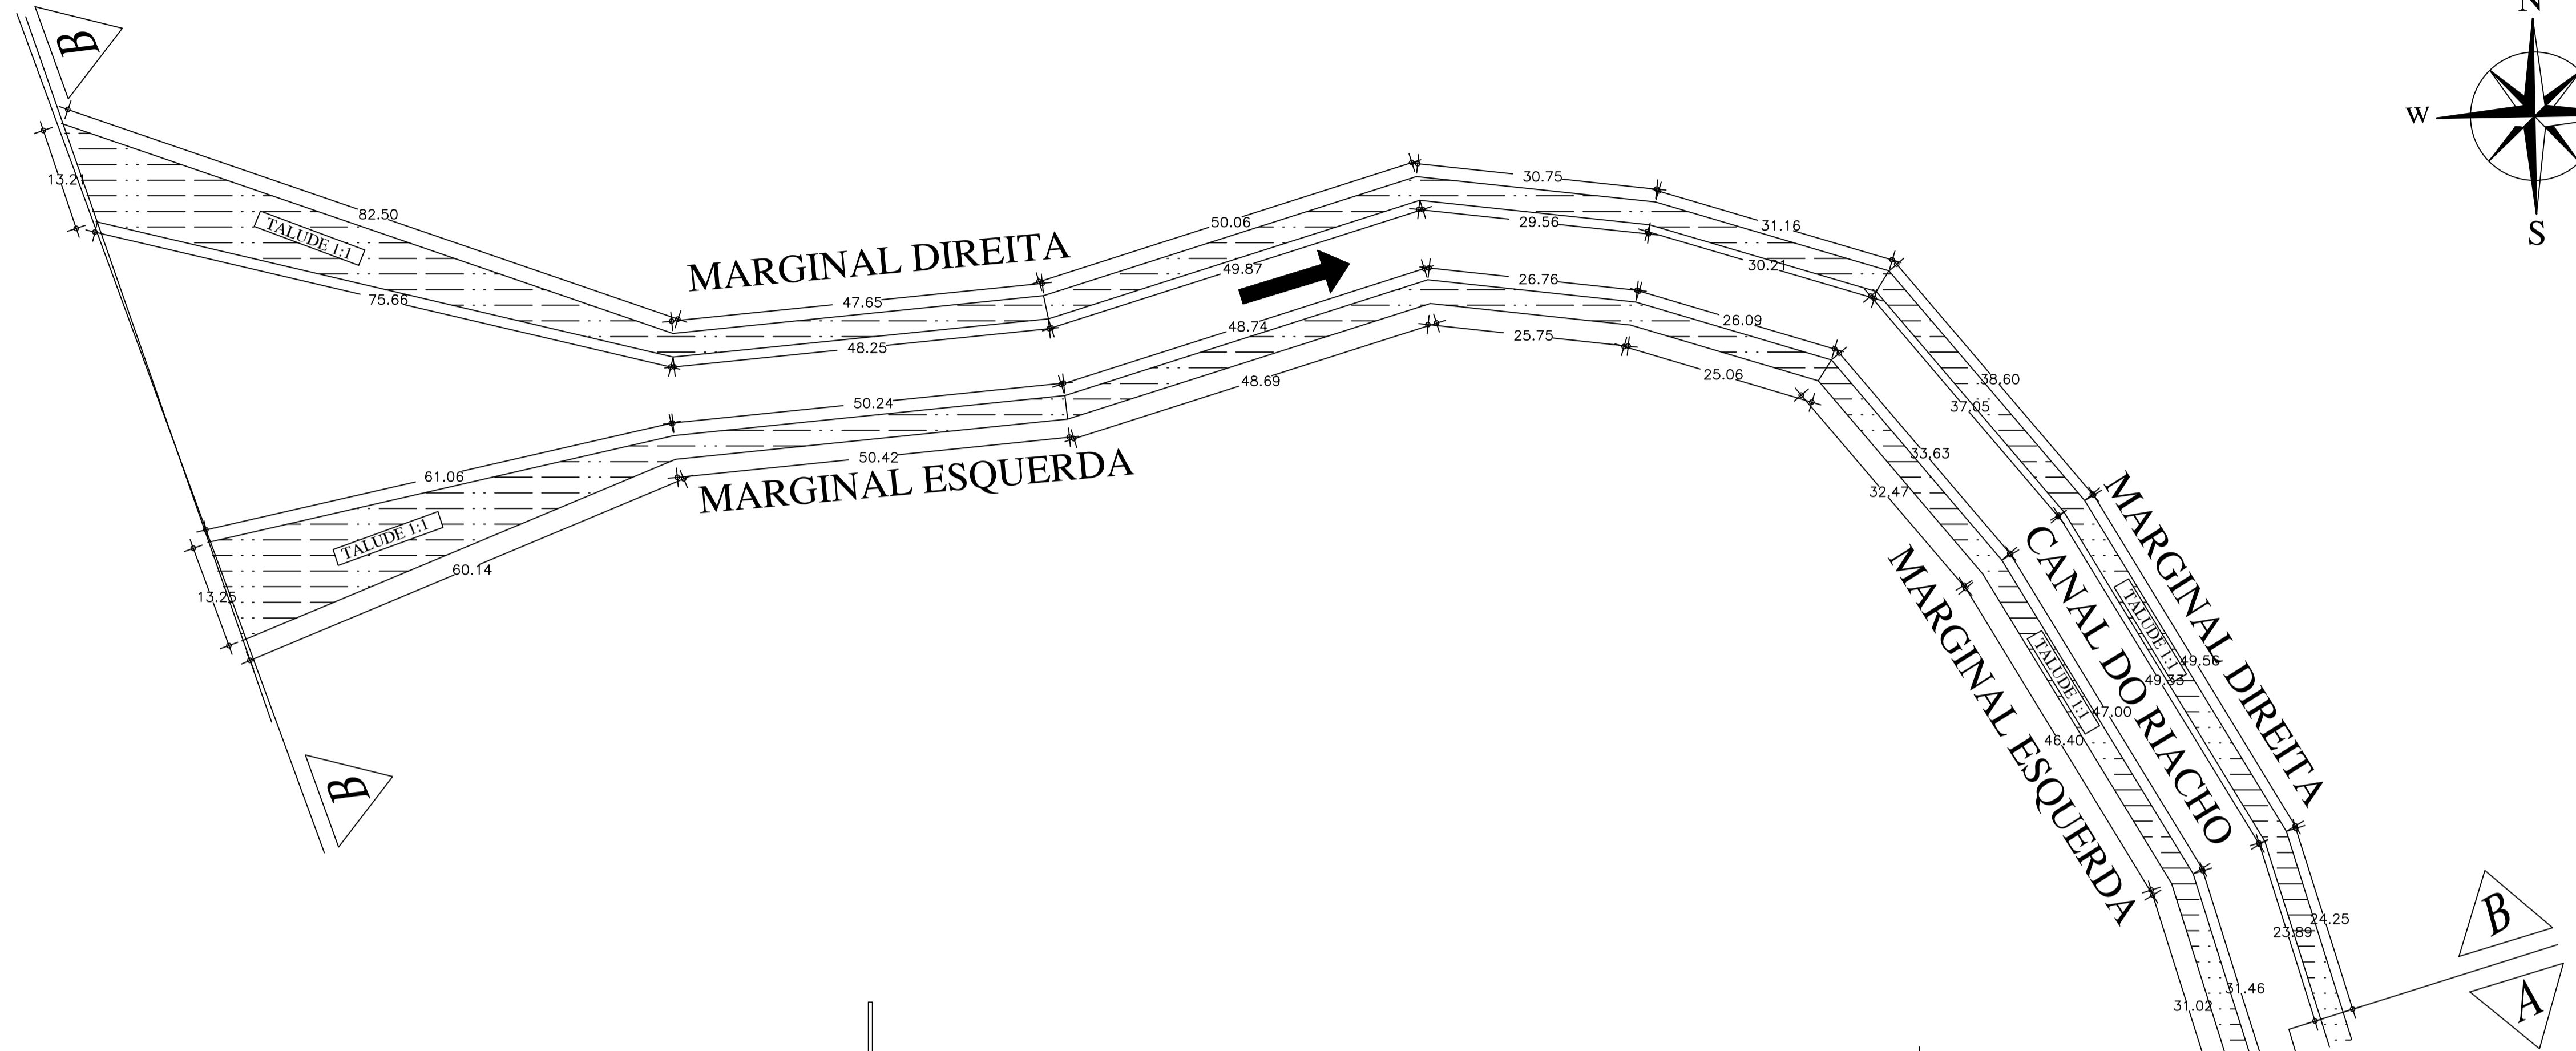 B
N
W
S
13.21
82.50
TALUDE 1:1
75.66
MARGINAL DIREITA
47.65
48.25
50.06
49.87
30.75
29.56
31.16
30.21
26.76
26.09
48.74
25.75
25.06
48.69
50.24
50.42
MARGINAL ESQUERDA
61.06
TALUDE 1:1
60.14
13.25
B
38.60
37.05
33.63
32.47
MARGINAL DIREITA
CANAL DO RIACHO
MARGINAL ESQUERDA
TALUDE 1:1
TALUDE 1:1
49.56
49.33
47.00
46.40
24.25
23.89
31.46
31.02
B
A